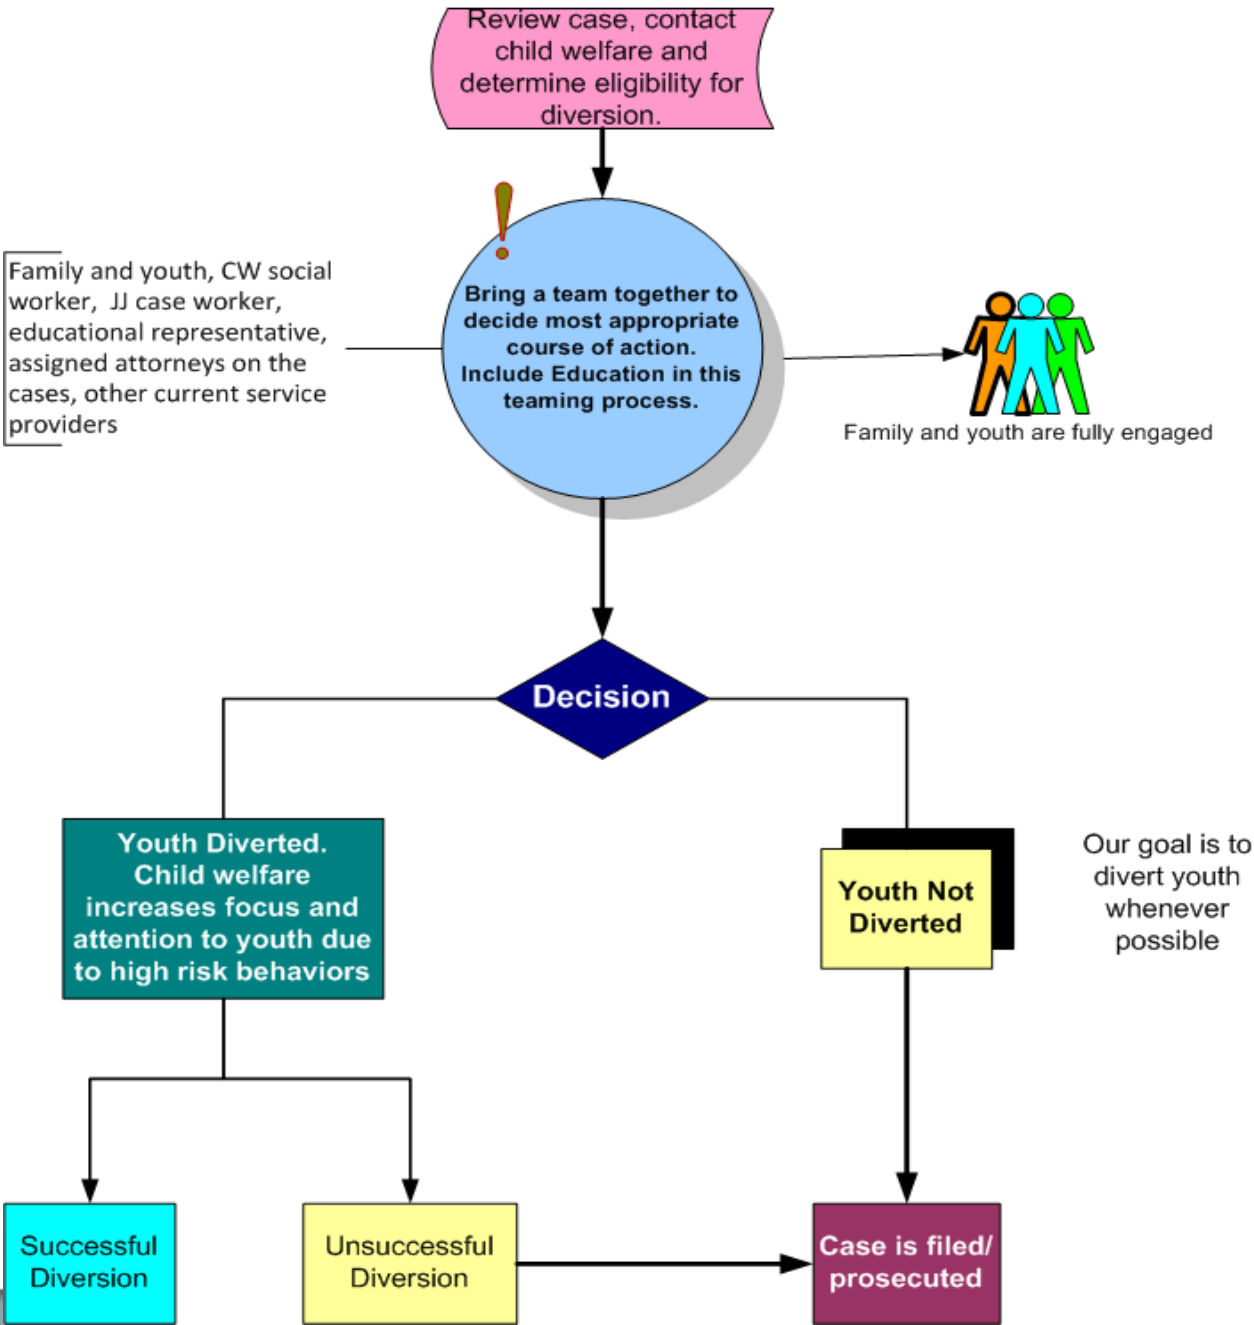 Review case, contact
child welfare and
determine eligibility for
diversion.
Family and youth, CW social
worker,  JJ case worker,
educational representative,
assigned attorneys on the
cases, other current service
providers
Bring a team together to
decide most appropriate
course of action.
Include Education in this
teaming process.
Family and youth are fully engaged
Decision
Youth Diverted.
Child welfare
increases focus and
attention to youth due
to high risk behaviors
Youth Not
Diverted
Our goal is to
divert youth
whenever
possible
Successful
Diversion
Unsuccessful
Diversion
Case is filed/
prosecuted